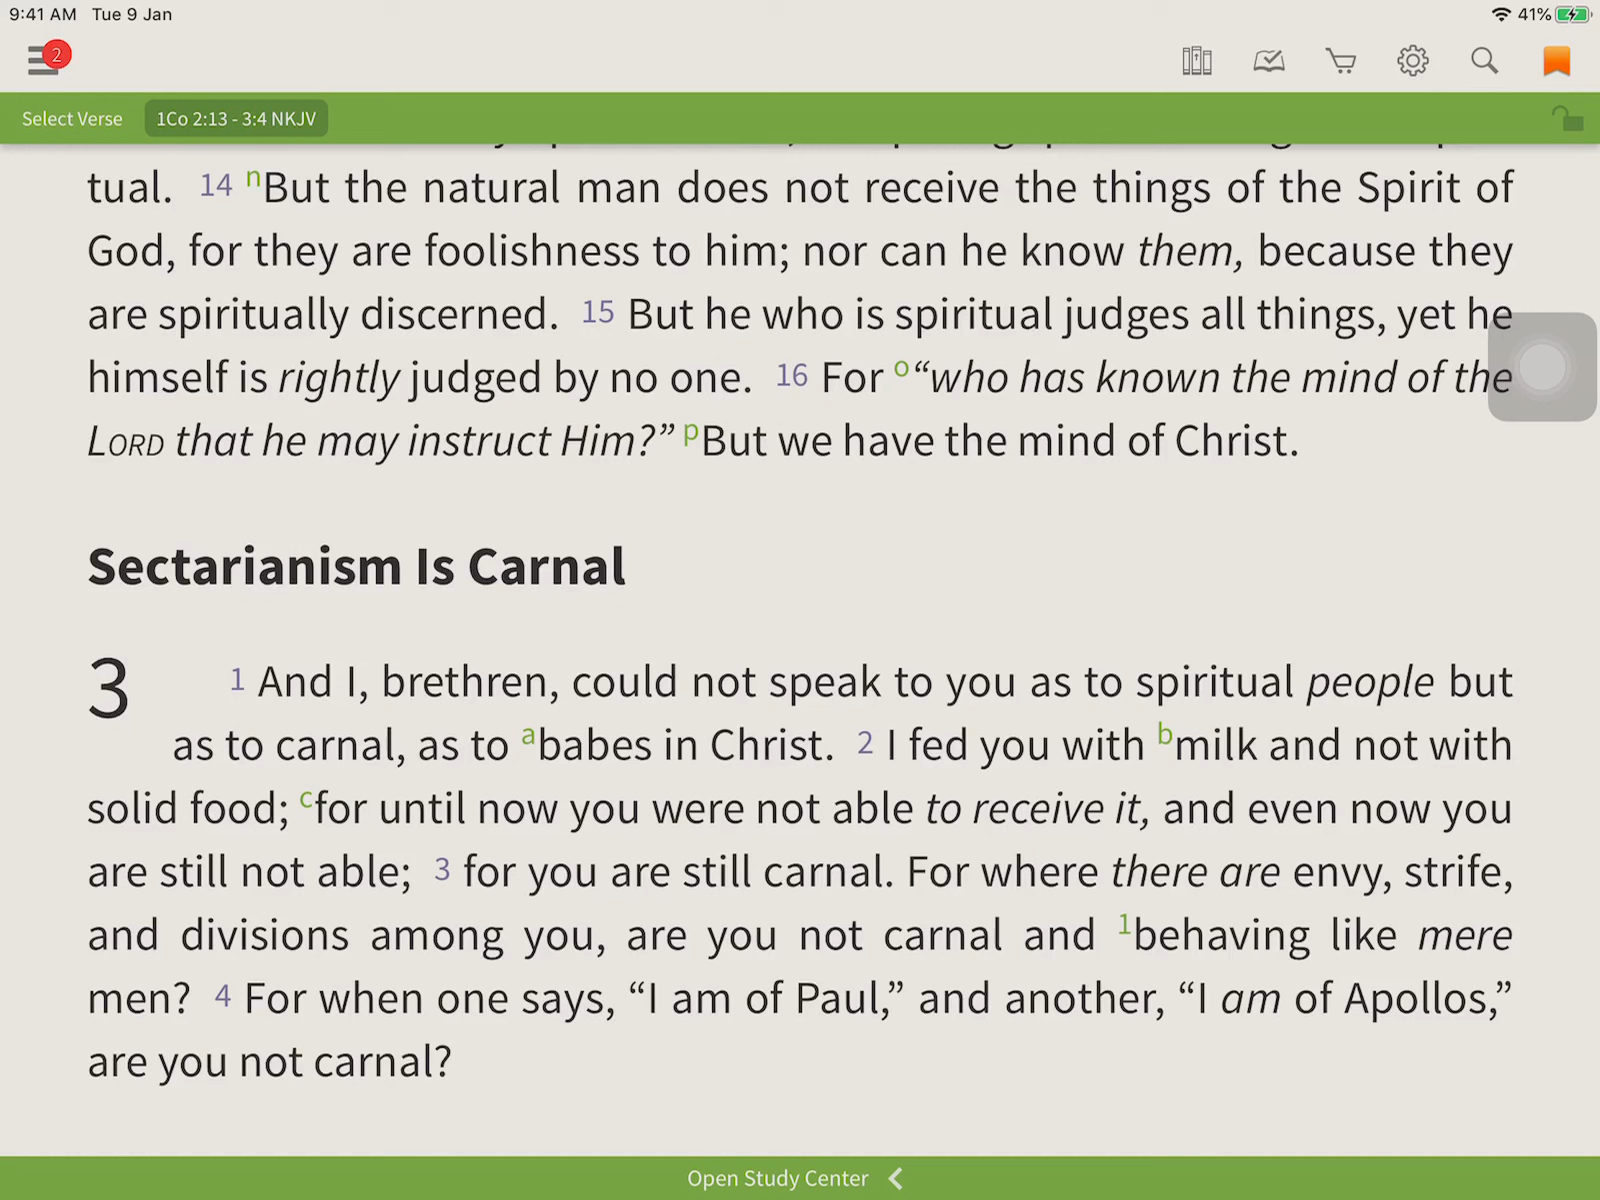 9:41 AM Tue 9 Jan
41%
2
Select Verse 1Co 2:13 - 3:4 NKJV
tual. 14 nBut the natural man does not receive the things of the Spirit of
God, for they are foolishness to him; nor can he know them, because they
are spiritually discerned. 15 But he who is spiritual judges all things, yet he
himself is rightly judged by no one. 16 For o“who has known the mind of the
LORD that he may instruct Him?” pBut we have the mind of Christ.
Sectarianism Is Carnal
3 1 And I, brethren, could not speak to you as to spiritual people but
as to carnal, as to ababes in Christ. 2 I fed you with bmilk and not with
solid food; cfor until now you were not able to receive it, and even now you
are still not able; 3 for you are still carnal. For where there are envy, strife,
and divisions among you, are you not carnal and 1behaving like mere
men? 4 For when one says, “I am of Paul,” and another, “I am of Apollos,”
are you not carnal?
Open Study Center